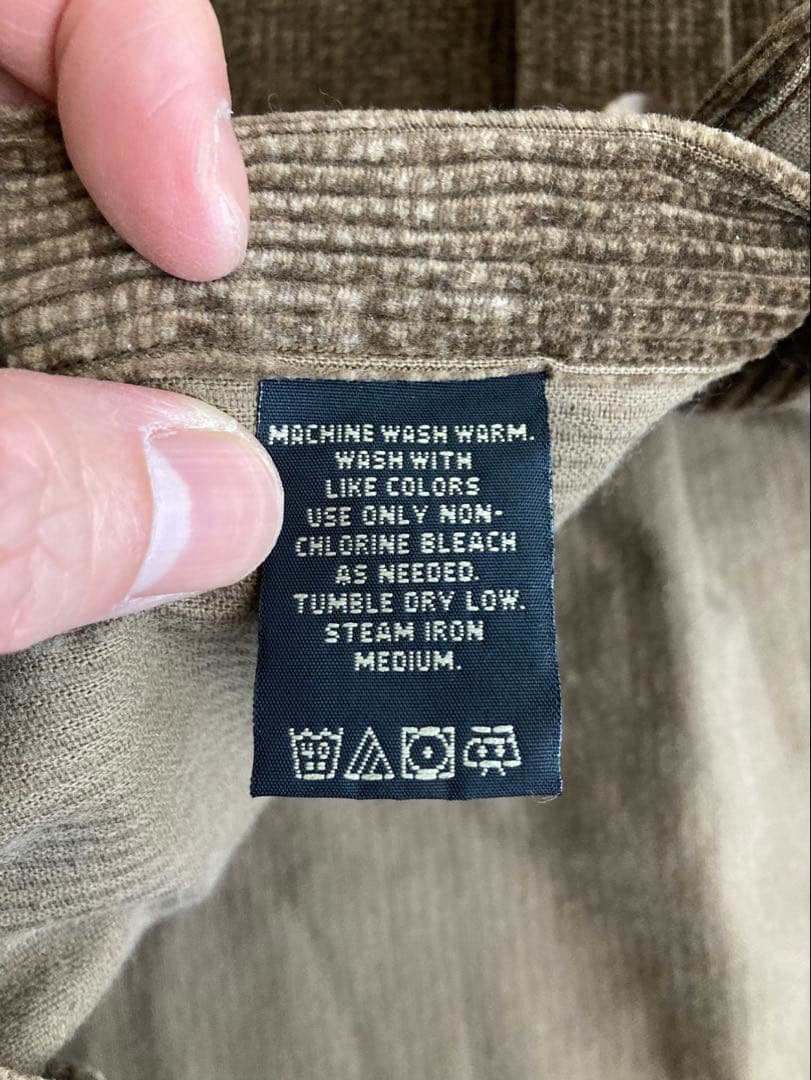 MACHINE WASH WARM.
WASH WITH
LIKE COLORS
USE ONLY NON-
CHLORINE BLEACH
AS NEEDED.
TUMBLE DRY LOW.
STEAM IRON
MEDIUM.
40